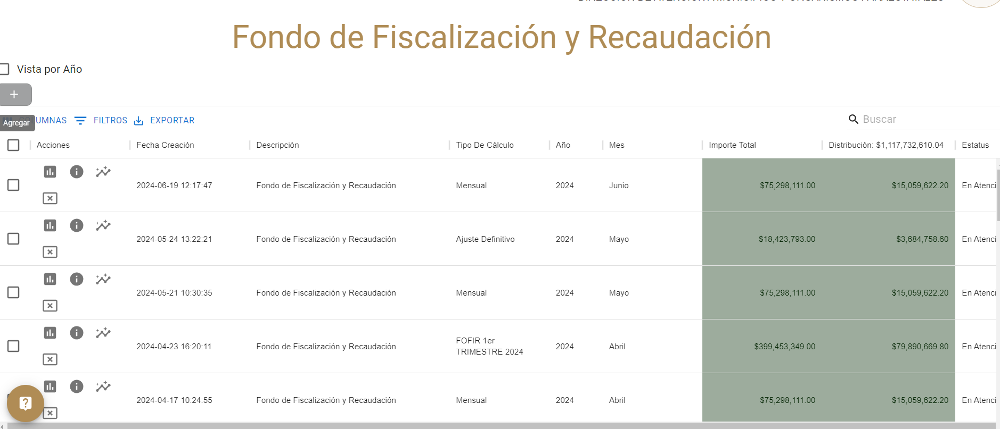 Fondo de Fiscalización y Recaudación
Vista por Año
Agregar
FILTROS
EXPORTAR
Buscar
Acciones Fecha Creación Descripción Tipo De Cálculo Año Mes Importe Total Distribución: $1,117,732,610.04 Estatus
2024-06-19 12:17:47 Fondo de Fiscalización y Recaudación Mensual 2024 Junio $75,298,111.00 $15,059,622.20 En Atenci
2024-05-24 13:22:21 Fondo de Fiscalización y Recaudación Ajuste Definitivo 2024 Mayo $18,423,793.00 $3,684,758.60 En Atenci
2024-05-21 10:30:35 Fondo de Fiscalización y Recaudación Mensual 2024 Mayo $75,298,111.00 $15,059,622.20 En Atenci
2024-04-23 16:20:11 Fondo de Fiscalización y Recaudación FOFIR 1er
TRIMESTRE 2024 2024 Abril $399,453,349.00 $79,890,669.80 En Atenci
2024-04-17 10:24:55 Fondo de Fiscalización y Recaudación Mensual 2024 Abril $75,298,111.00 $15,059,622.20 En Atenci